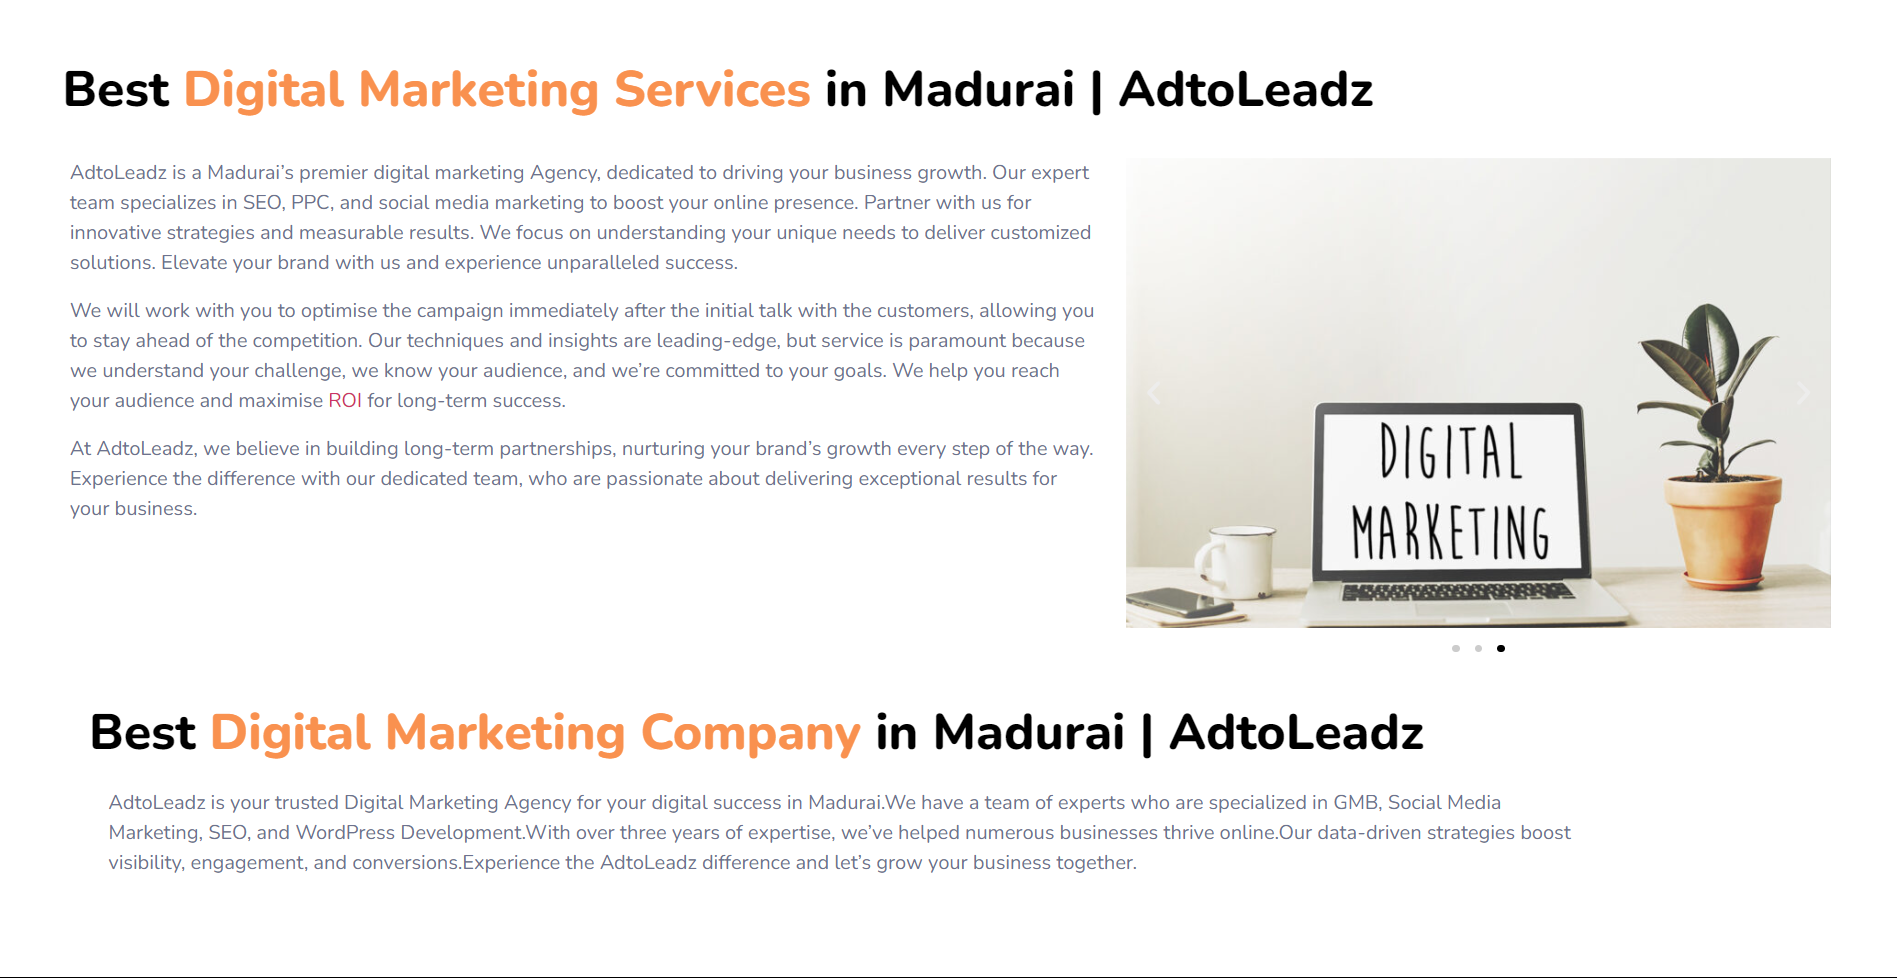 Best Digital Marketing Services in Madurai | AdtoLeadz
AdtoLeadz is a Madurai’s premier digital marketing Agency, dedicated to driving your business growth. Our expert
team specializes in SEO, PPC, and social media marketing to boost your online presence. Partner with us for
innovative strategies and measurable results. We focus on understanding your unique needs to deliver customized
solutions. Elevate your brand with us and experience unparalleled success.
We will work with you to optimise the campaign immediately after the initial talk with the customers, allowing you
to stay ahead of the competition. Our techniques and insights are leading-edge, but service is paramount because
we understand your challenge, we know your audience, and we’re committed to your goals. We help you reach
your audience and maximise ROI for long-term success.
At AdtoLeadz, we believe in building long-term partnerships, nurturing your brand’s growth every step of the way.
Experience the difference with our dedicated team, who are passionate about delivering exceptional results for
your business.
DIGITAL
MARKETING
Best Digital Marketing Company in Madurai | AdtoLeadz
AdtoLeadz is your trusted Digital Marketing Agency for your digital success in Madurai.We have a team of experts who are specialized in GMB, Social Media
Marketing, SEO, and WordPress Development.With over three years of expertise, we’ve helped numerous businesses thrive online.Our data-driven strategies boost
visibility, engagement, and conversions.Experience the AdtoLeadz difference and let’s grow your business together.